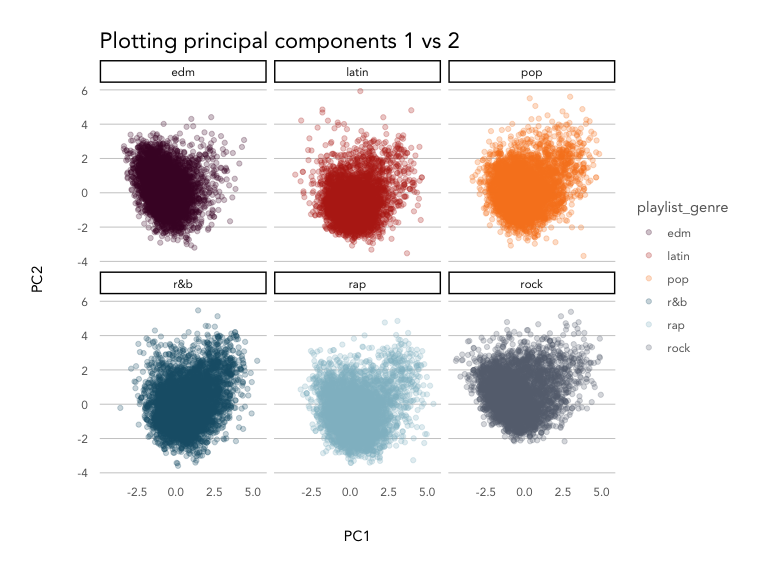 Plotting principal components 1 vs 2
edm
latin
pop
6
4
2
0
-2
-4
r&b
rap
rock
6
4
2
0
-2
-4
-2.5 0.0 2.5 5.0
-2.5 0.0 2.5 5.0
-2.5 0.0 2.5 5.0
PC1
PC2
playlist_genre
edm
latin
pop
r&b
rap
rock